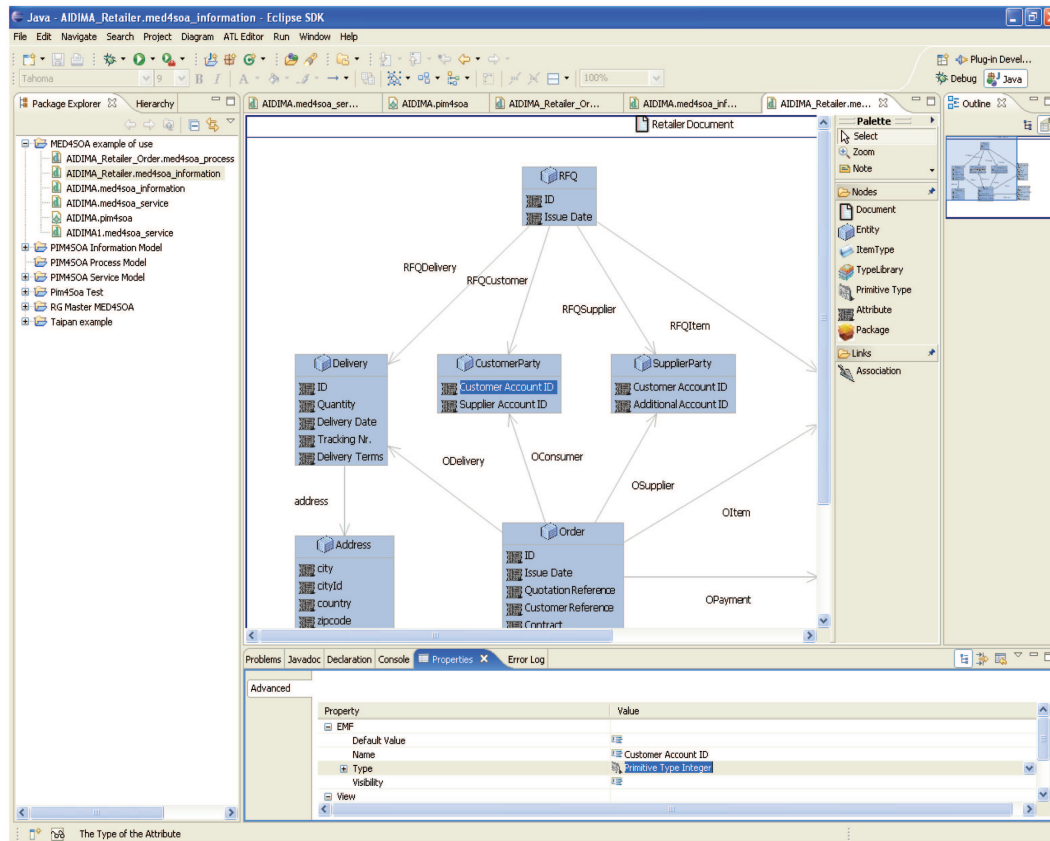 Java - AIDIMA_Retailer.med4soa_information - Eclipse SDK
File Edit Navigate Search Project Diagram ATL Editor Run Window Help
Tahoma 9 B I A 100%
Plug-in Devel...
Debug Java
Package Explorer Hierarchy
AIDIMA.med4soa_ser... AIDIMA.pim4soa AIDIMA_Retailer_Or... AIDIMA.med4soa_inf... AIDIMA_Retailer.me... Outline
MED4SOA example of use
AIDIMA_Retailer_Order.med4soa_process
AIDIMA_Retailer.med4soa_information
AIDIMA.med4soa_information
AIDIMA.med4soa_service
AIDIMA.pim4soa
AIDIMA1.med4soa_service
PIM4SOA Information Model
PIM4SOA Process Model
PIM4SOA Service Model
Pim4Soa Test
RG Master MED4SOA
Taipan example
Retailer Document
RFQ
ID
Issue Date
RFQDelivery
RFQCustomer
RFQSupplier
RFQItem
Delivery
ID
Quantity
Delivery Date
Tracking Nr.
Delivery Terms
CustomerParty
Customer Account ID
Supplier Account ID
SupplierParty
Customer Account ID
Additional Account ID
ODelivery
OConsumer
OSupplier
OItem
OPayment
address
Address
city
cityId
country
zipcode
Order
ID
Issue Date
Quotation Reference
Customer Reference
Contract
Palette
Select
Zoom
Note
Nodes
Document
Entity
ItemType
TypeLibrary
Primitive Type
Attribute
Package
Links
Association
Problems Javadoc Declaration Console Properties Error Log
Advanced
Property Value
EMF
Default Value
Name Customer Account ID
Type Primitive Type Integer
Visibility
View
The Type of the Attribute